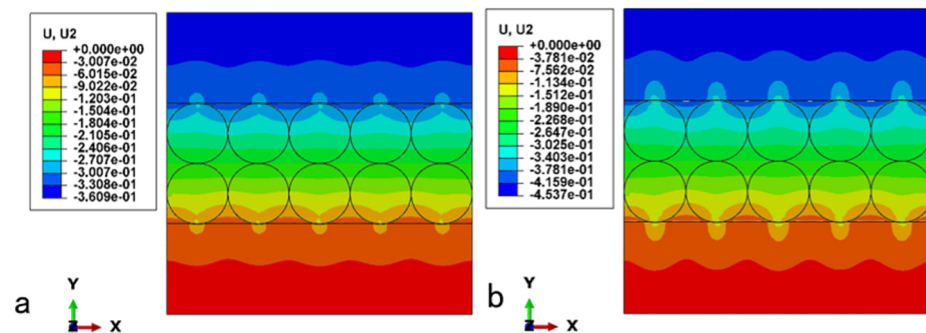 U, U2
+0.000e+00
-3.007e-02
-6.015e-02
-9.022e-02
-1.203e-01
-1.504e-01
-1.804e-01
-2.105e-01
-2.406e-01
-2.707e-01
-3.007e-01
-3.308e-01
-3.609e-01
Y
Z
X
a
U, U2
+0.000e+00
-3.781e-02
-7.562e-02
-1.134e-01
-1.512e-01
-1.890e-01
-2.268e-01
-2.647e-01
-3.025e-01
-3.403e-01
-3.781e-01
-4.159e-01
-4.537e-01
Y
Z
X
b